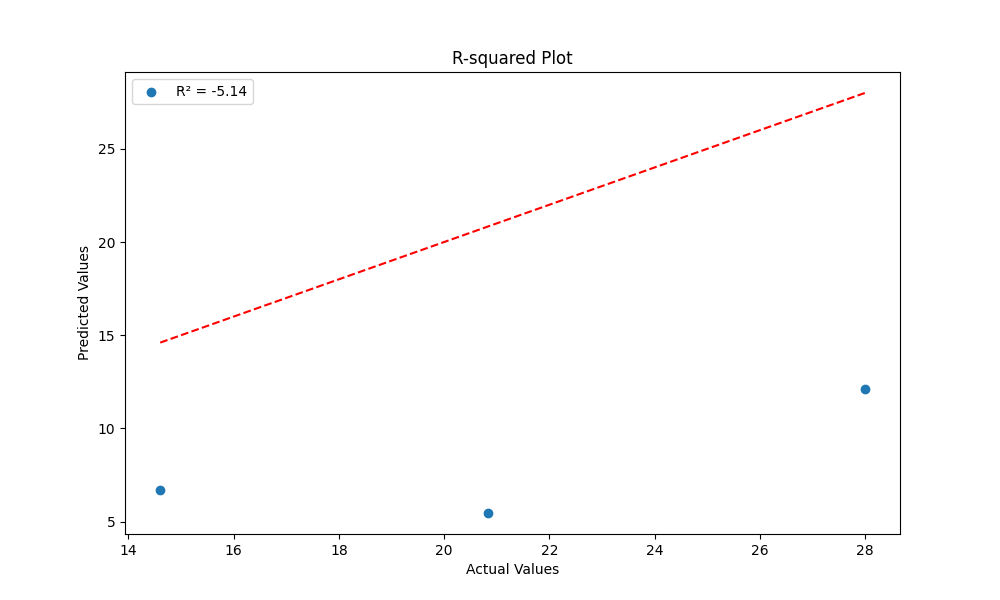 R-squared Plot
R² = -5.14
25
20
15
10
5
Predicted Values
14 16 18 20 22 24 26 28
Actual Values